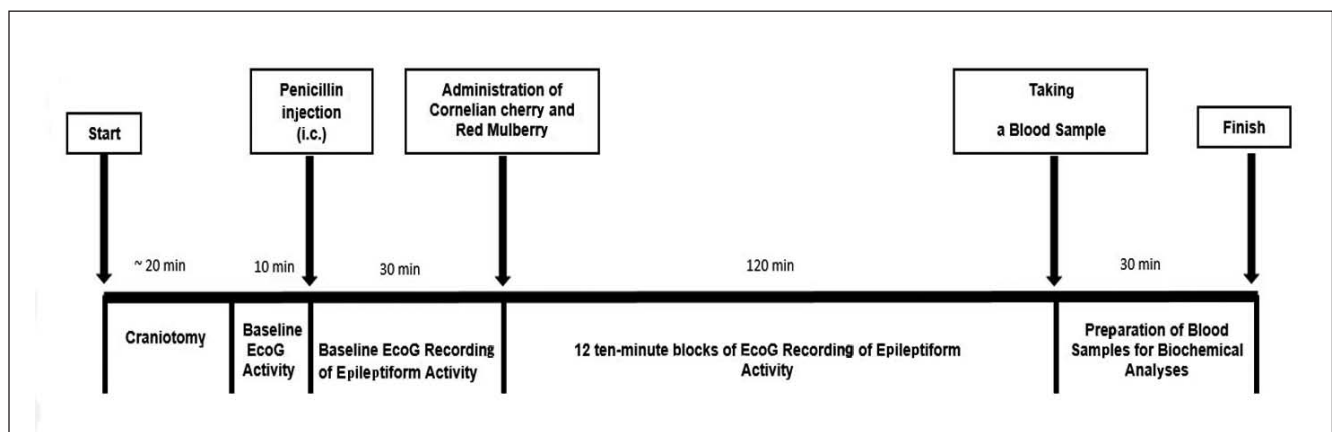 Start
Penicillin
injection
(i.c.)
Administration of
Cornelian cherry and
Red Mulberry
Taking
a Blood Sample
Finish
~ 20 min
10 min
30 min
120 min
30 min
Craniotomy
Baseline
EcoG
Activity
Baseline EcoG Recording
of Epileptiform Activity
12 ten-minute blocks of EcoG Recording of Epileptiform
Activity
Preparation of Blood
Samples for Biochemical
Analyses